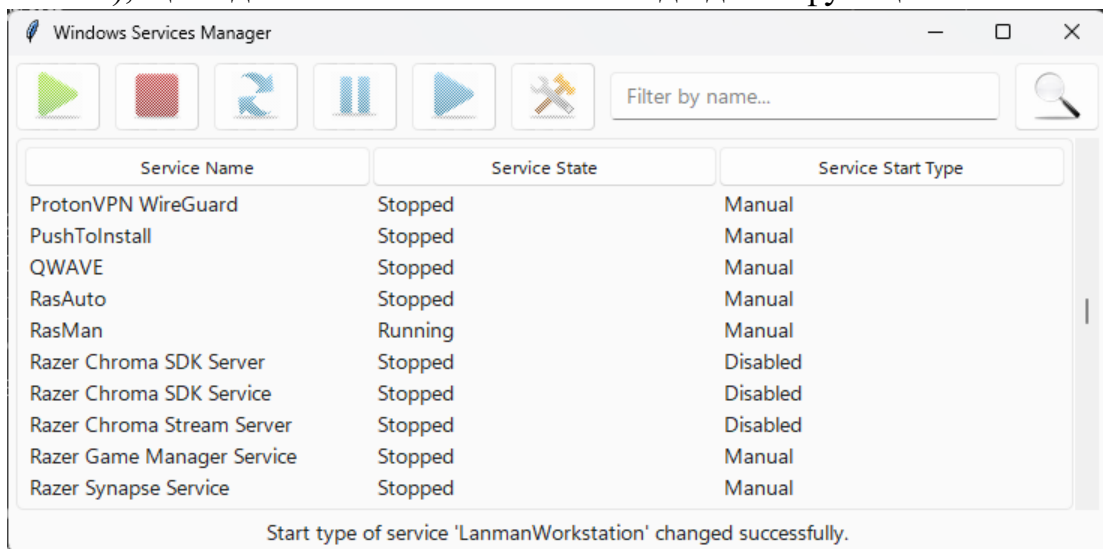 Windows Services Manager
Filter by name...
Service Name Service State Service Start Type
ProtonVPN WireGuard Stopped Manual
PushToInstall Stopped Manual
QWAVE Stopped Manual
RasAuto Stopped Manual
RasMan Running Manual
Razer Chroma SDK Server Stopped Disabled
Razer Chroma SDK Service Stopped Disabled
Razer Chroma Stream Server Stopped Disabled
Razer Game Manager Service Stopped Manual
Razer Synapse Service Stopped Manual
Start type of service 'LanmanWorkstation' changed successfully.